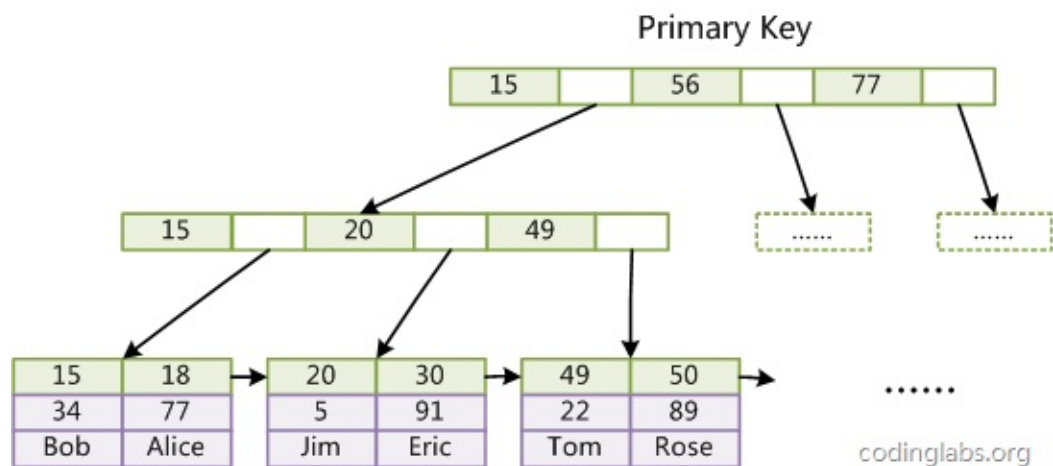 Primary Key
15 56 77
15 20 49
...... ......
15 18 20 30 49 50
34 77 5 91 22 89
Bob Alice Jim Eric Tom Rose
......
codinglabs.org